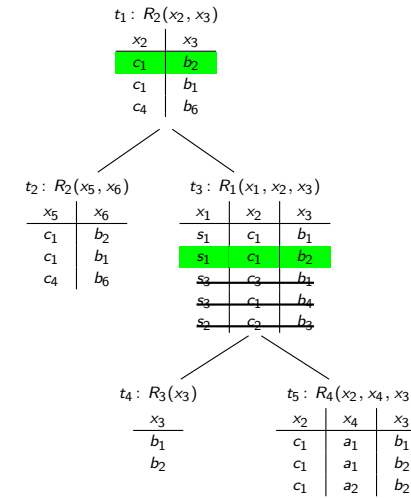 t₁: R₂(x₂, x₃)
x₂ x₃
c₁ b₂
c₁ b₁
c₄ b₆
t₂: R₂(x₅, x₆) t₃: R₁(x₁, x₂, x₃)
x₅ x₆ x₁ x₂ x₃
c₁ b₂ s₁ c₁ b₁
c₁ b₁ s₁ c₁ b₂
c₄ b₆ s₃ c₃ b₁
s₃ c₁ b₄
s₂ c₂ b₃
t₄: R₃(x₃) t₅: R₄(x₂, x₄, x₃
x₃ x₂ x₄ x₃
b₁ c₁ a₁ b₁
b₂ c₁ a₁ b₂
c₁ a₂ b₂